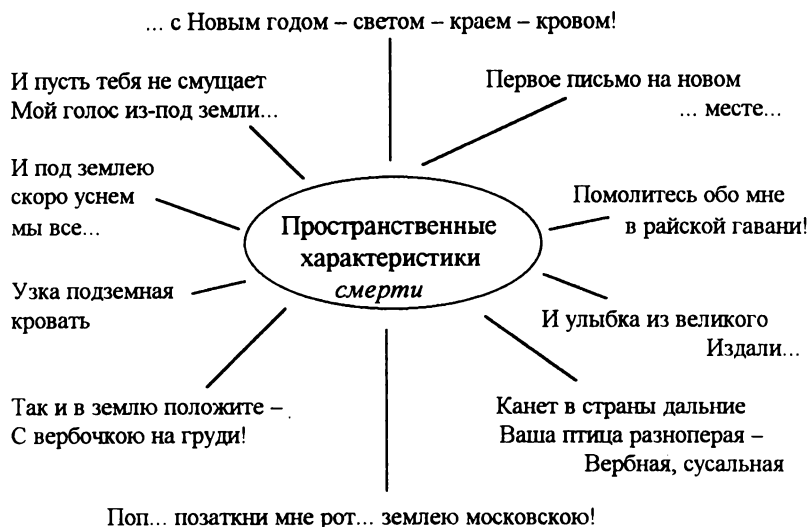 ... с Новым годом – светом – краем – кровом!
И пусть тебя не смущает
Мой голос из-под земли...
Первое письмо на новом
... месте...
И под землею
скоро уснем
мы все...
Помолитесь обо мне
в райской гавани!
Пространственные
характеристики
смерти
Узка подземная
кровать
И улыбка из великого
Издали...
Так и в землю положите –
С вербочкою на груди!
Канет в страны дальние
Ваша птица разноперая –
Вербная, сусальная
Поп... позаткни мне рот... землею московскою!